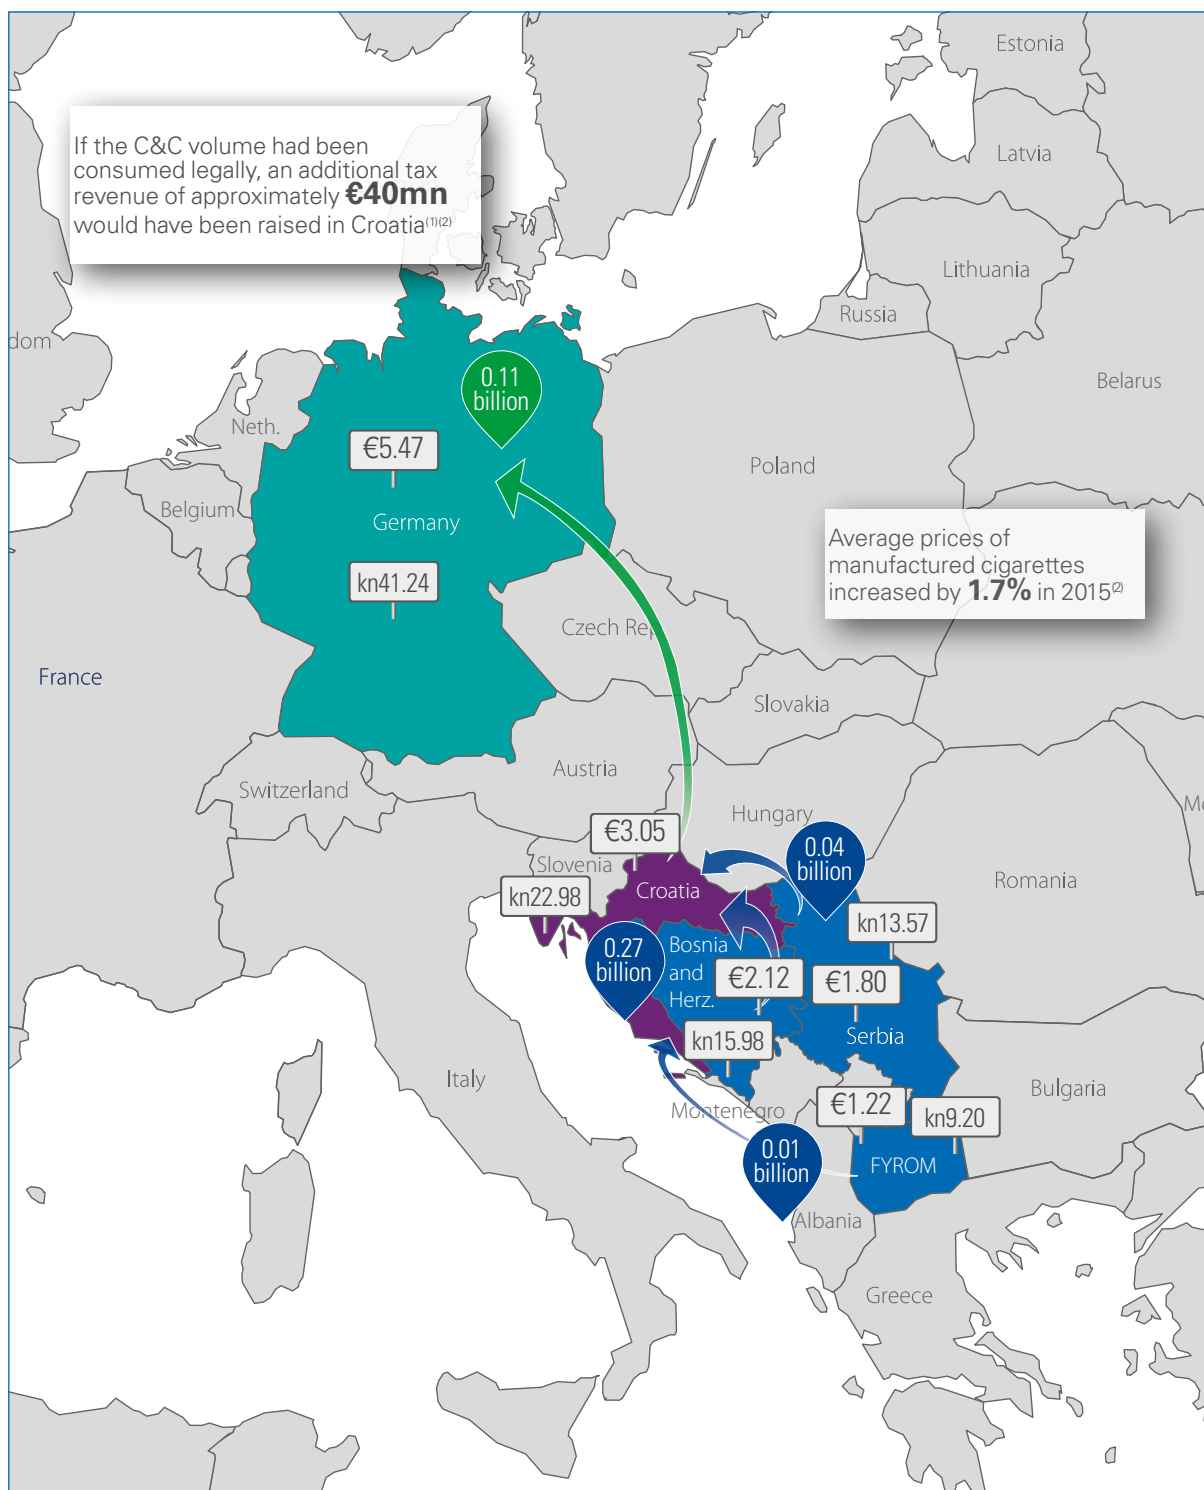 Estonia
If the C&C volume had been
consumed legally, an additional tax
revenue of approximately €40mn
would have been raised in Croatia(1)(2)
Latvia
Lithuania
Russia
dom
Belarus
0.11
billion
Neth.
€5.47
Poland
Belgium
Germany
Average prices of
manufactured cigarettes
increased by 1.7% in 2015(2)
kn41.24
Czech Rep
France
Slovakia
Austria
Switzerland
Hungary
€3.05
0.04
billion
Slovenia
Romania
Croatia
kn22.98
kn13.57
0.27
billion
Bosnia
and
Herz.
€2.12
€1.80
Serbia
kn15.98
Italy
Bulgaria
Montenegro
€1.22
kn9.20
0.01
billion
FYROM
Albania
Greece